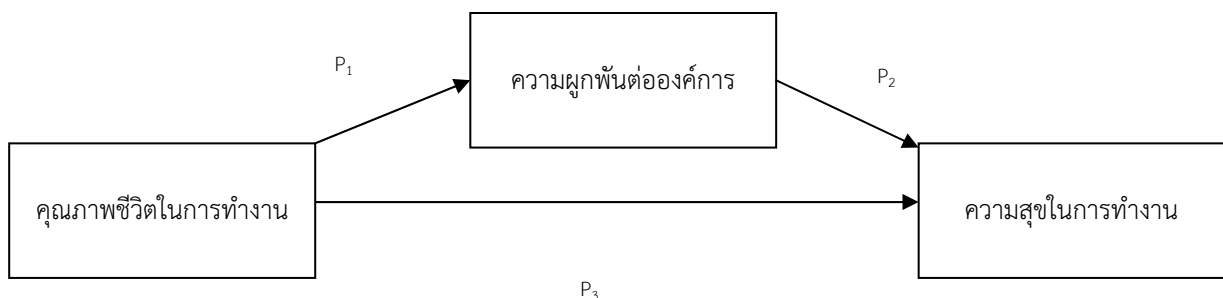 P₁
ความผูกพันต่อองค์การ
P₂
คุณภาพชีวิตในการทำงาน
ความสุขในการทำงาน
P₃